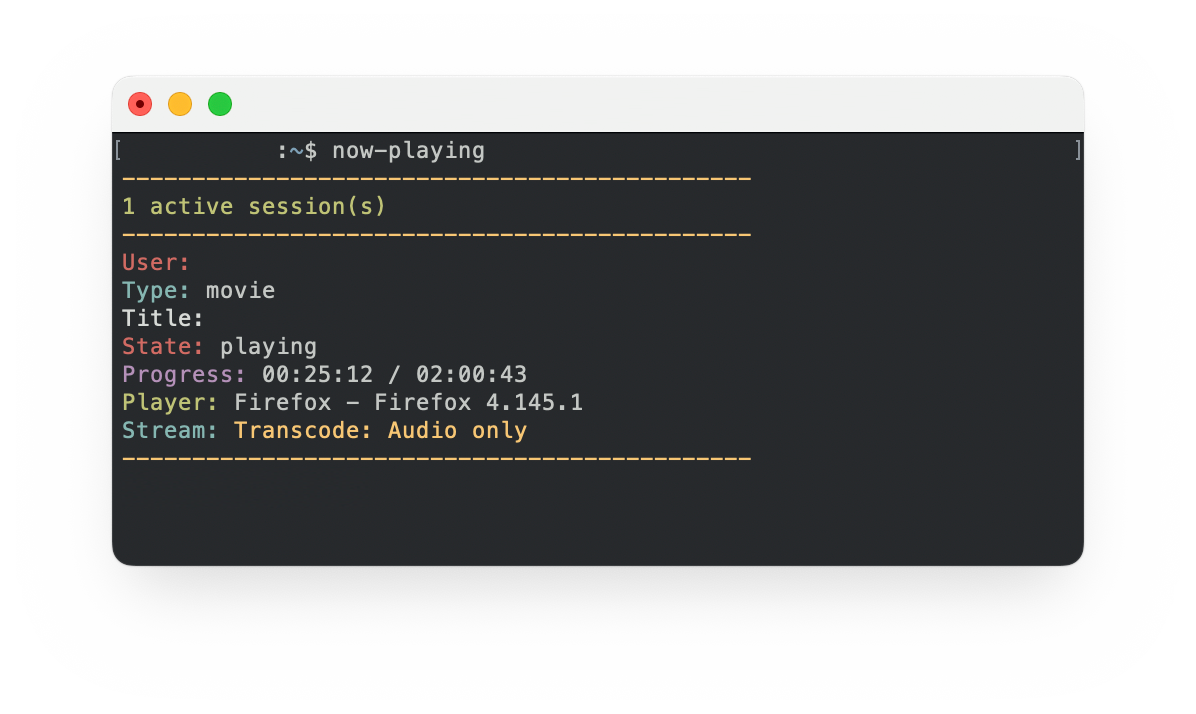 [ :~$ now-playing ]
---------------------------------------------
1 active session(s)
---------------------------------------------
User:
Type: movie
Title:
State: playing
Progress: 00:25:12 / 02:00:43
Player: Firefox - Firefox 4.145.1
Stream: Transcode: Audio only
---------------------------------------------